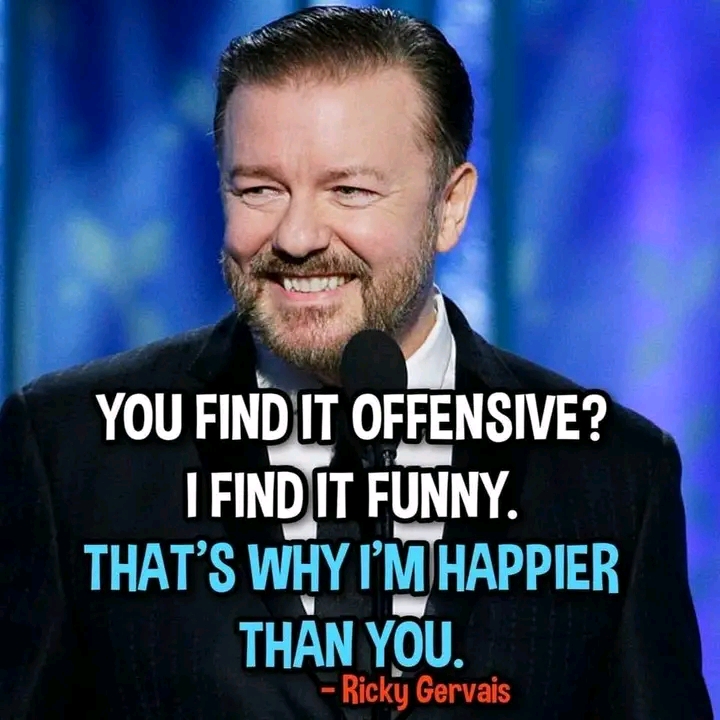 YOU FIND IT OFFENSIVE?
I FIND IT FUNNY.
THAT'S WHY I'M HAPPIER
THAN YOU.
- Ricky Gervais